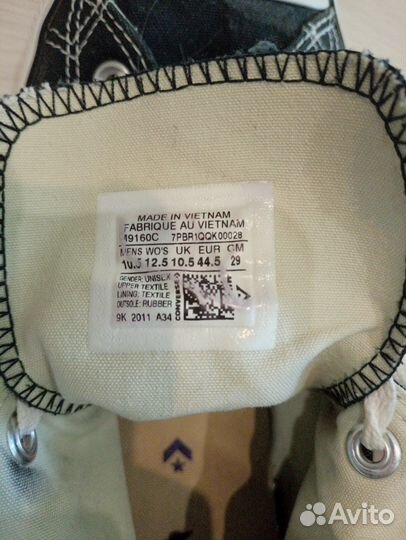 MADE IN VIETNAM
FABRIQUE AU VIETNAM
A9160C 7PBR1QQK00028
MENS WO'S UK EUR CM
10.5 12.5 10.5 44.5 29
GENDER: UNISEX
UPPER: TEXTILE
LINING: TEXTILE
OUTSOLE: RUBBER
9K 2011 A34
CONVERSE
Avito